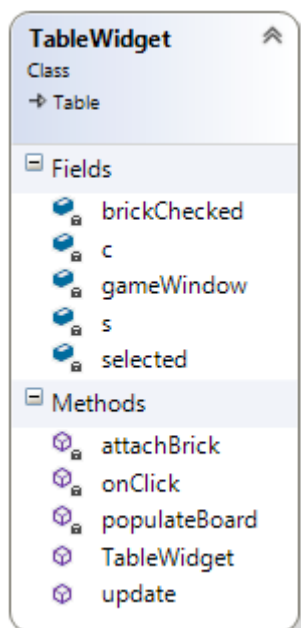 TableWidget
Class
Table
Fields
brickChecked
c
gameWindow
s
selected
Methods
attachBrick
onClick
populateBoard
TableWidget
update